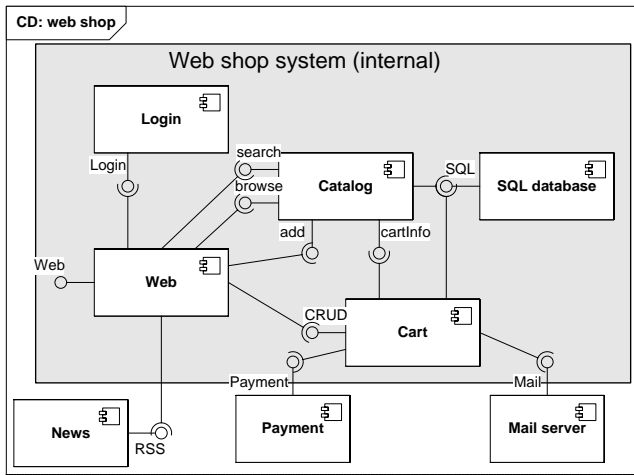 CD: web shop
Web shop system (internal)
Login
Login
search
browse
Catalog
SQL
SQL database
add
cartInfo
Web
Web
CRUD
Cart
Payment
Mail
News
RSS
Payment
Mail server